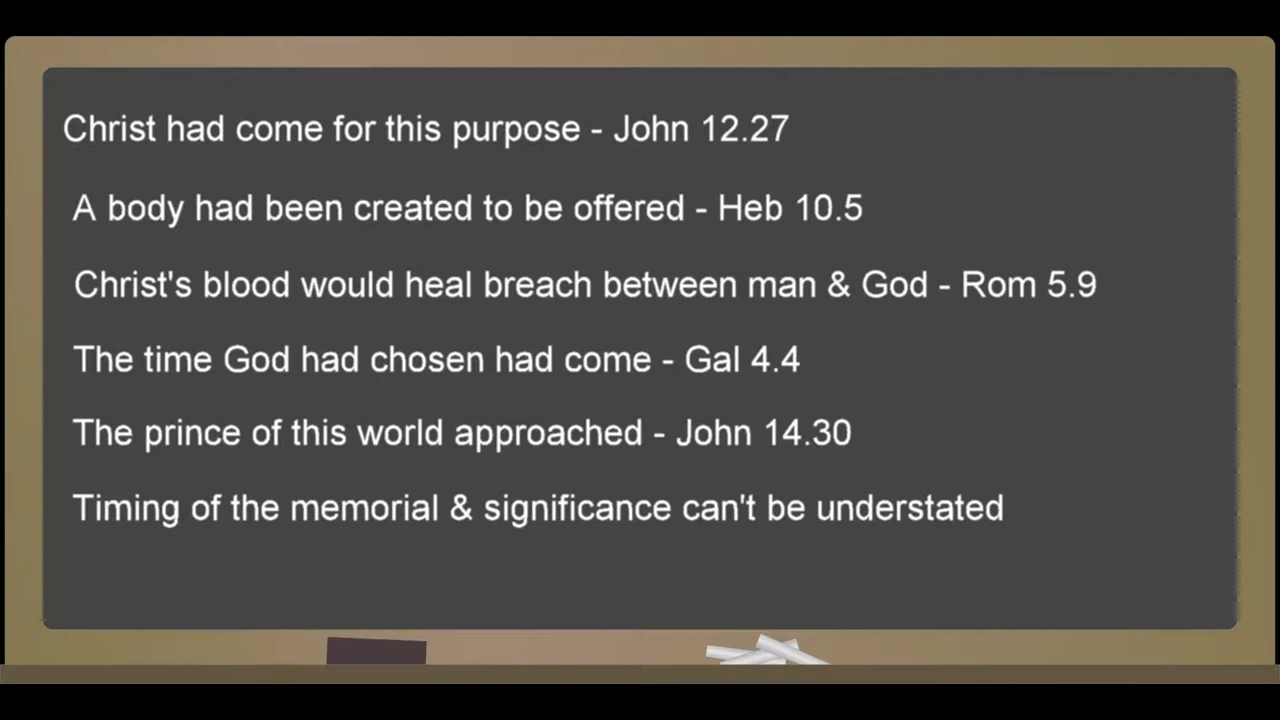 Christ had come for this purpose - John 12.27
A body had been created to be offered - Heb 10.5
Christ's blood would heal breach between man & God - Rom 5.9
The time God had chosen had come - Gal 4.4
The prince of this world approached - John 14.30
Timing of the memorial & significance can't be understated